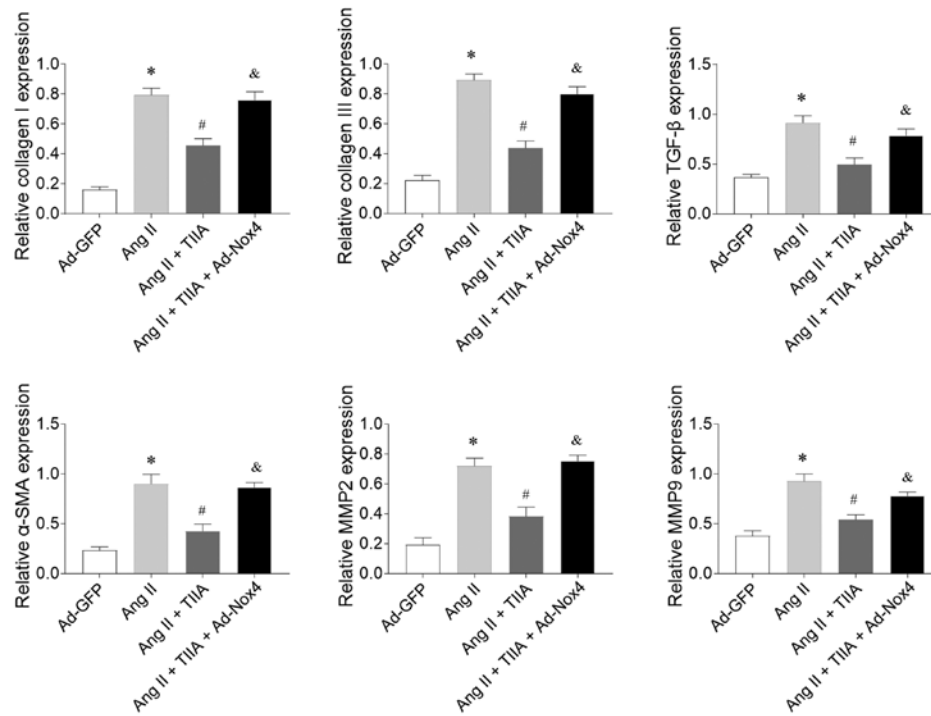 Relative collagen I expression
1.0
0.8
0.6
0.4
0.2
0.0
*
#
&
Ad-GFP
Ang II
Ang II + TIIA
Ang II + TIIA + Ad-Nox4
Relative collagen III expression
1.0
0.8
0.6
0.4
0.2
0.0
*
#
&
Ad-GFP
Ang II
Ang II + TIIA
Ang II + TIIA + Ad-Nox4
Relative TGF-β expression
1.5
1.0
0.5
0.0
*
#
&
Ad-GFP
Ang II
Ang II + TIIA
Ang II + TIIA + Ad-Nox4
Relative α-SMA expression
1.5
1.0
0.5
0.0
*
#
&
Ad-GFP
Ang II
Ang II + TIIA
Ang II + TIIA + Ad-Nox4
Relative MMP2 expression
1.0
0.8
0.6
0.4
0.2
0.0
*
#
&
Ad-GFP
Ang II
Ang II + TIIA
Ang II + TIIA + Ad-Nox4
Relative MMP9 expression
1.5
1.0
0.5
0.0
*
#
&
Ad-GFP
Ang II
Ang II + TIIA
Ang II + TIIA + Ad-Nox4